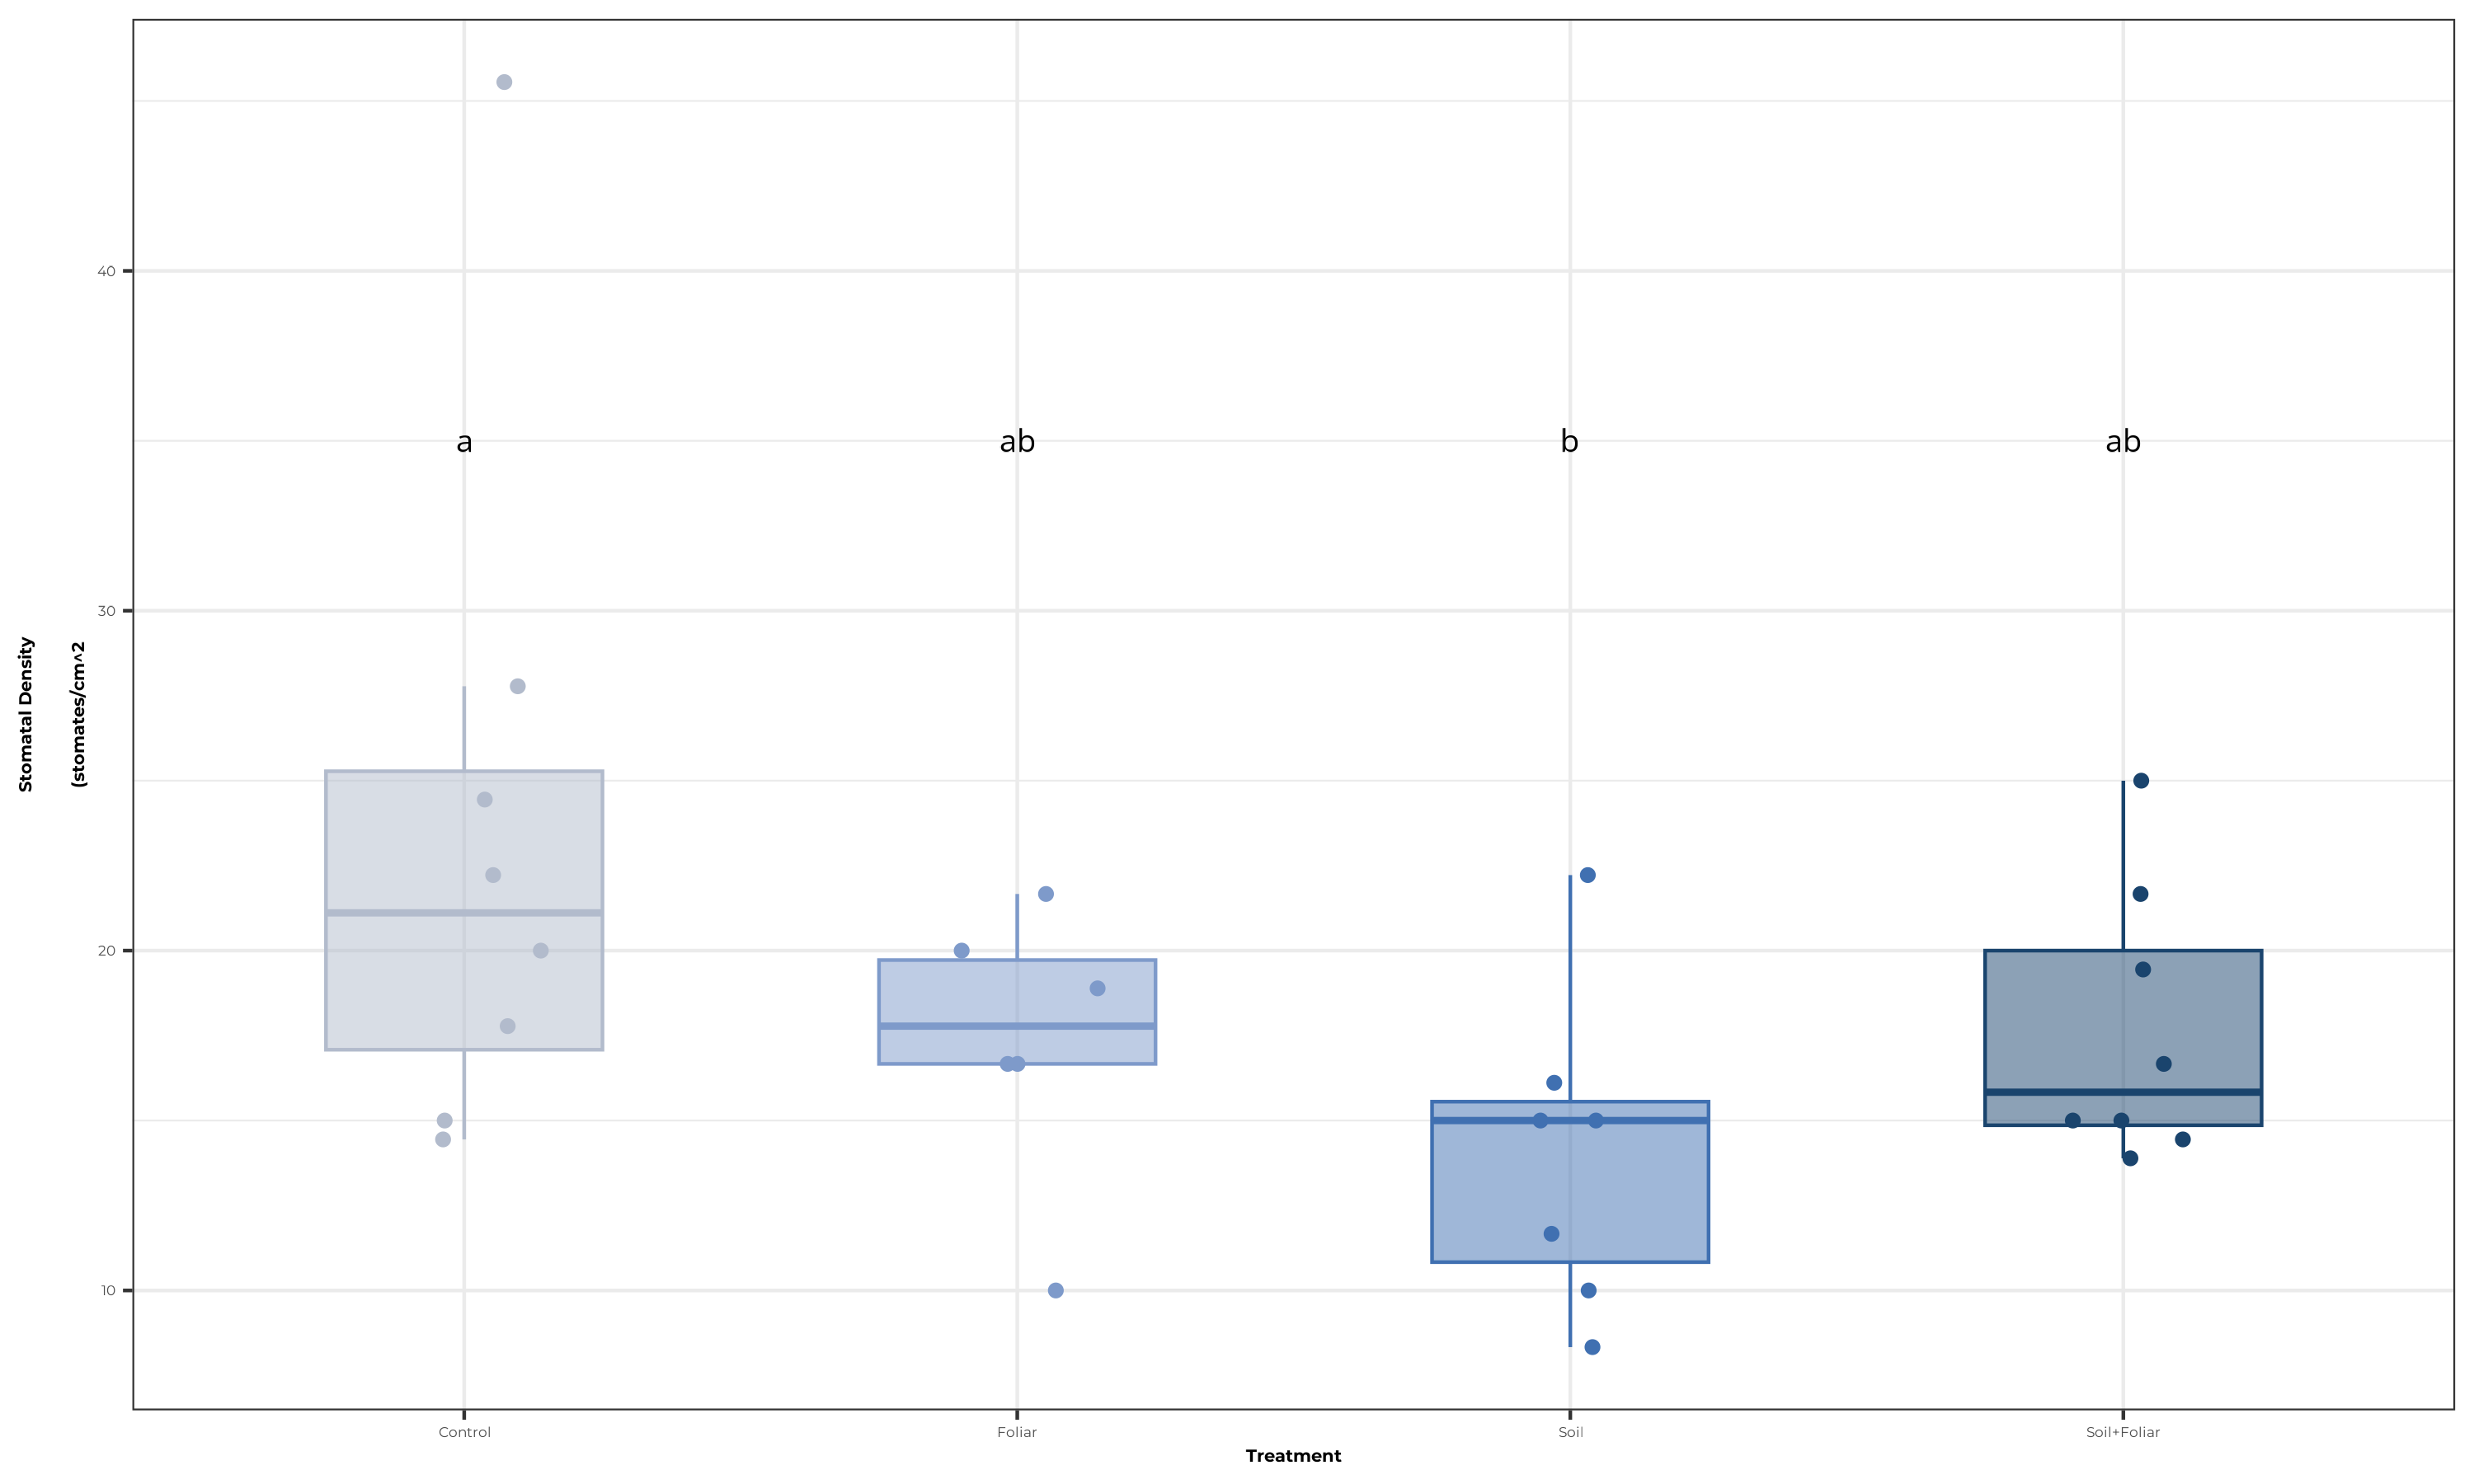 Stomatal Density
(stomates/cm^2
40
30
20
10
a
ab
b
ab
Control
Foliar
Soil
Soil+Foliar
Treatment